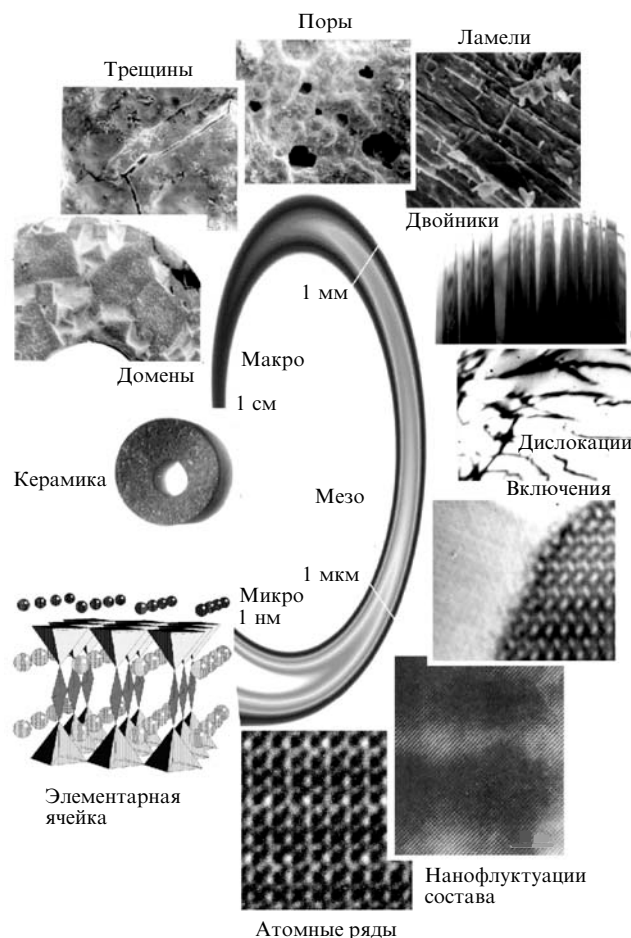 Поры
Ламели
Трещины
Двойники
1 мм
Макро
Домены
1 см
Дислокации
Керамика
Включения
Мезо
1 мкм
Микро
1 нм
Элементарная
ячейка
Нанофлуктуации
состава
Атомные ряды